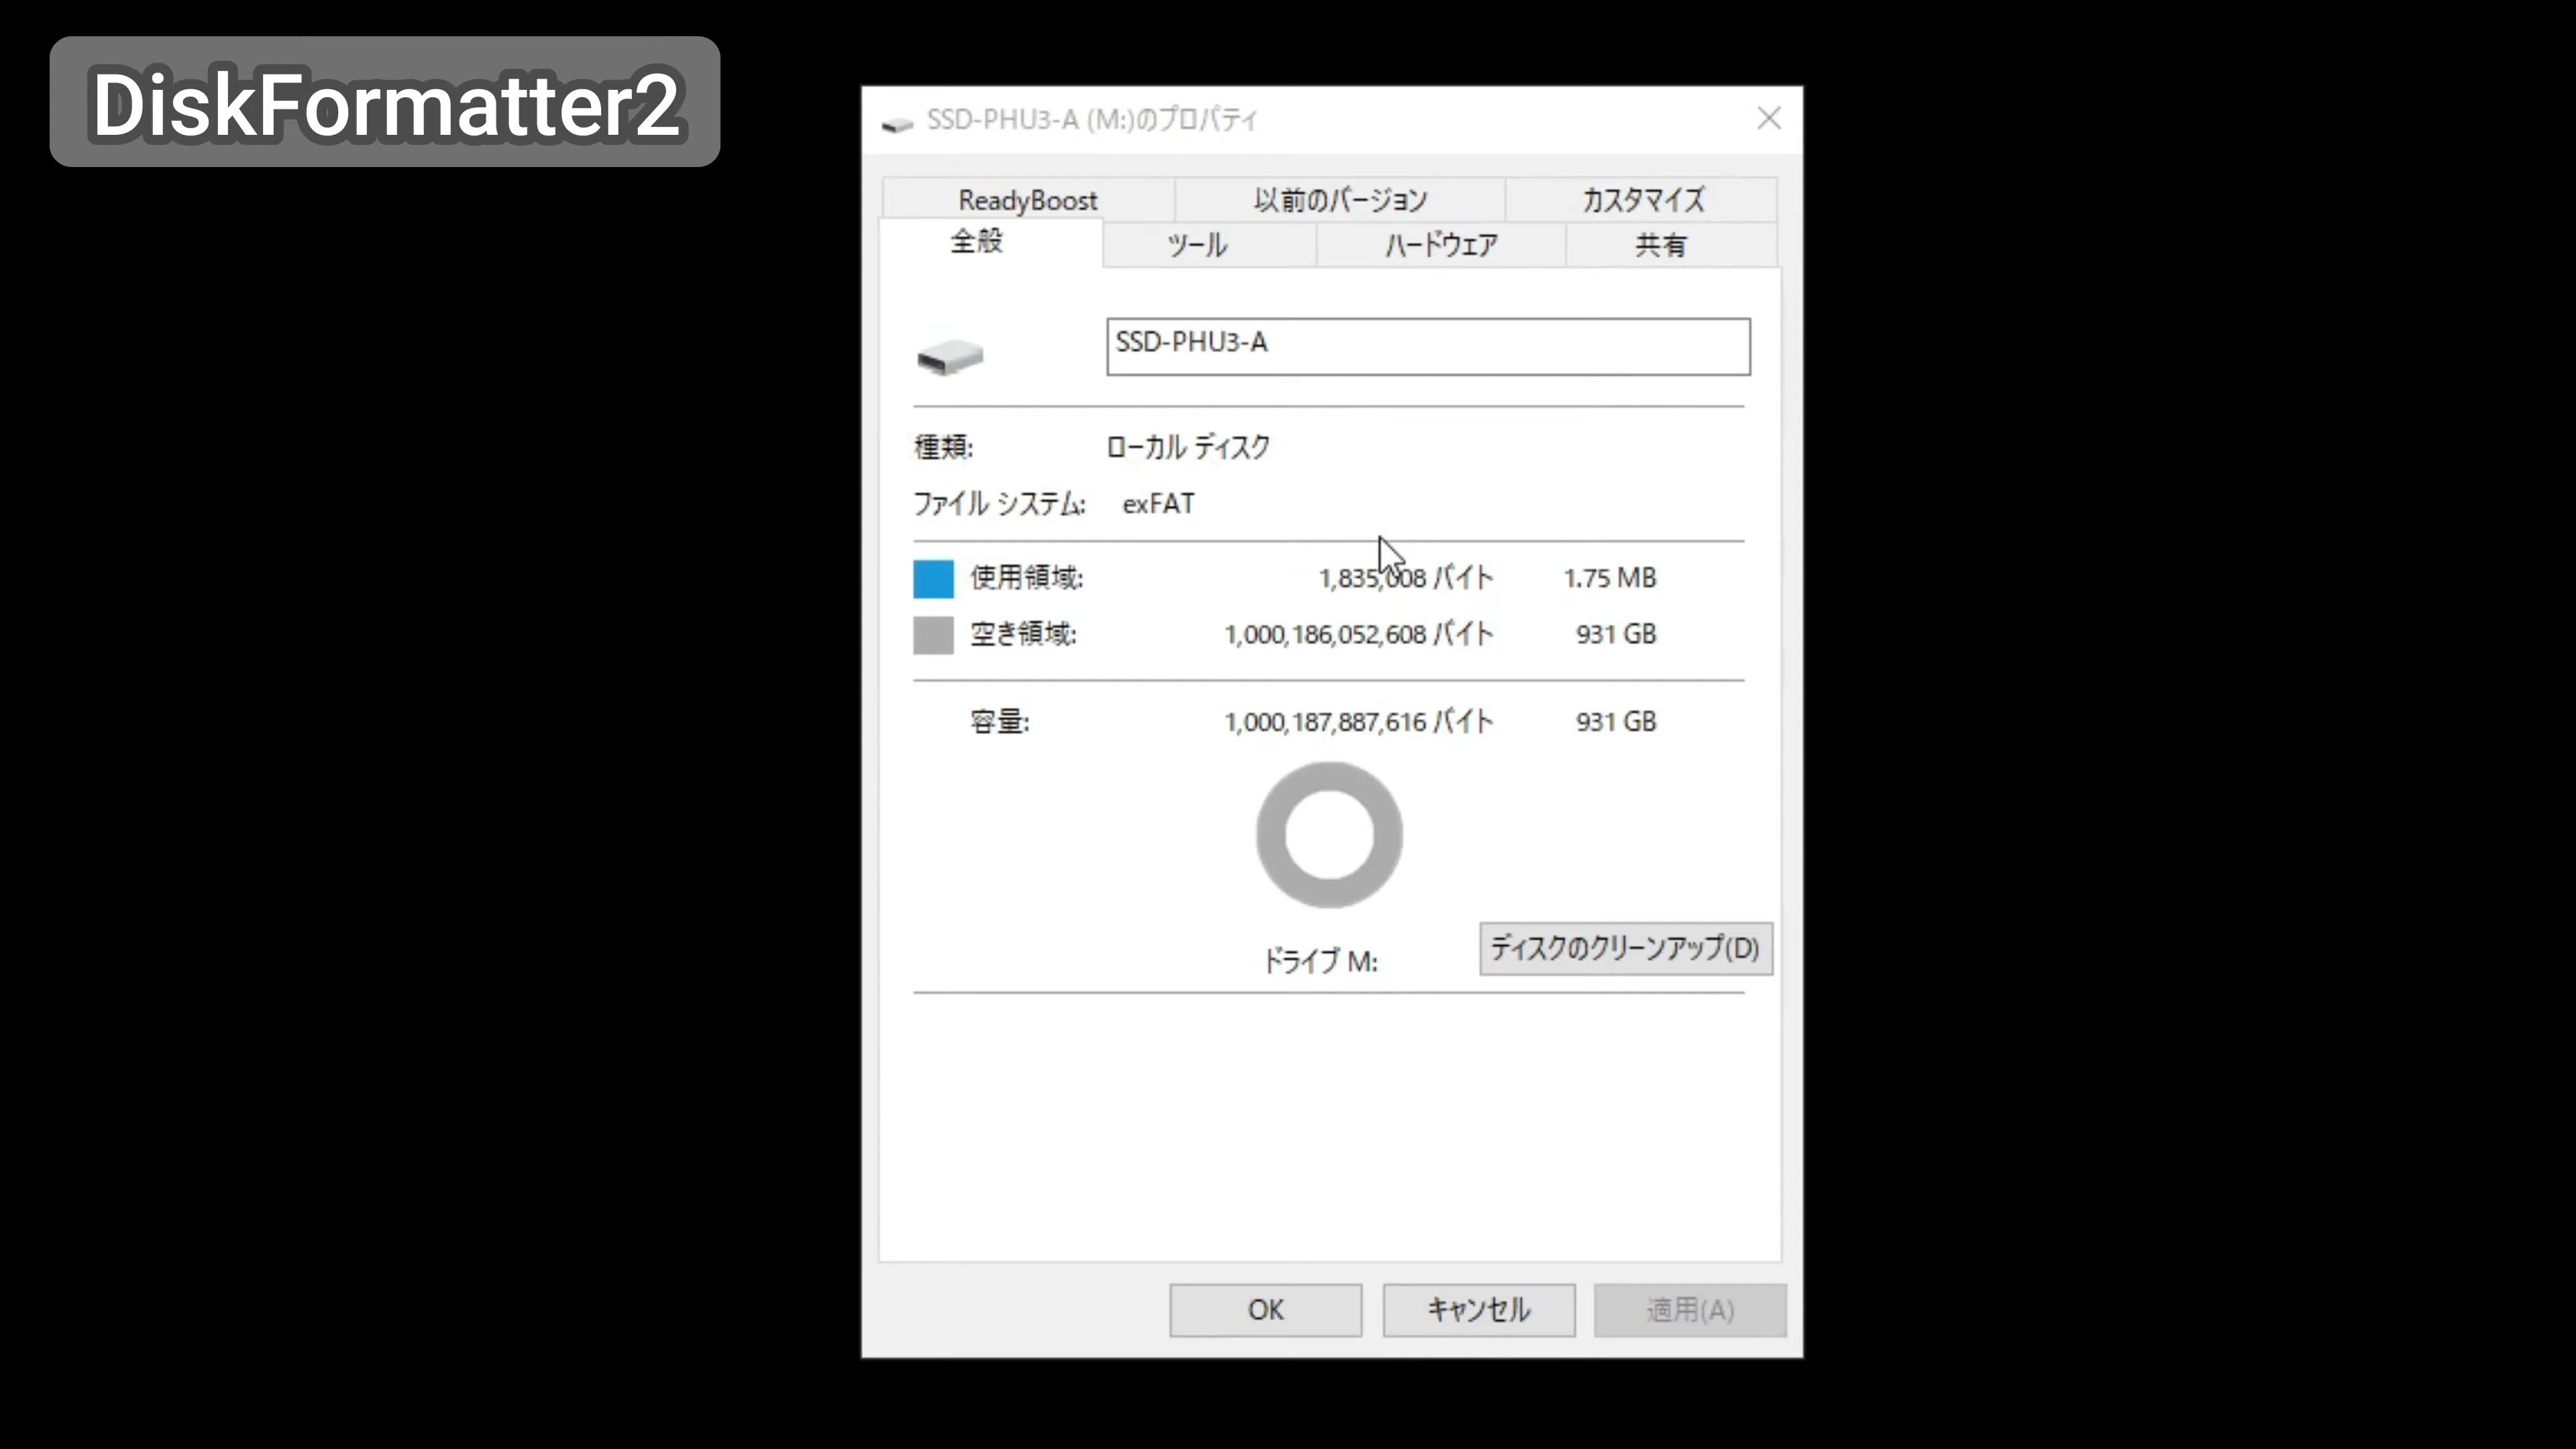 DiskFormatter2
SSD-PHU3-A (M:)のプロパティ
ReadyBoost 以前のバージョン カスタマイズ
全般 ツール ハードウェア 共有
SSD-PHU3-A
種類: ローカル ディスク
ファイル システム: exFAT
使用領域: 1,835,008 バイト 1.75 MB
空き領域: 1,000,186,052,608 バイト 931 GB
容量: 1,000,187,887,616 バイト 931 GB
ドライブ M: ディスクのクリーンアップ(D)
OK キャンセル 適用(A)